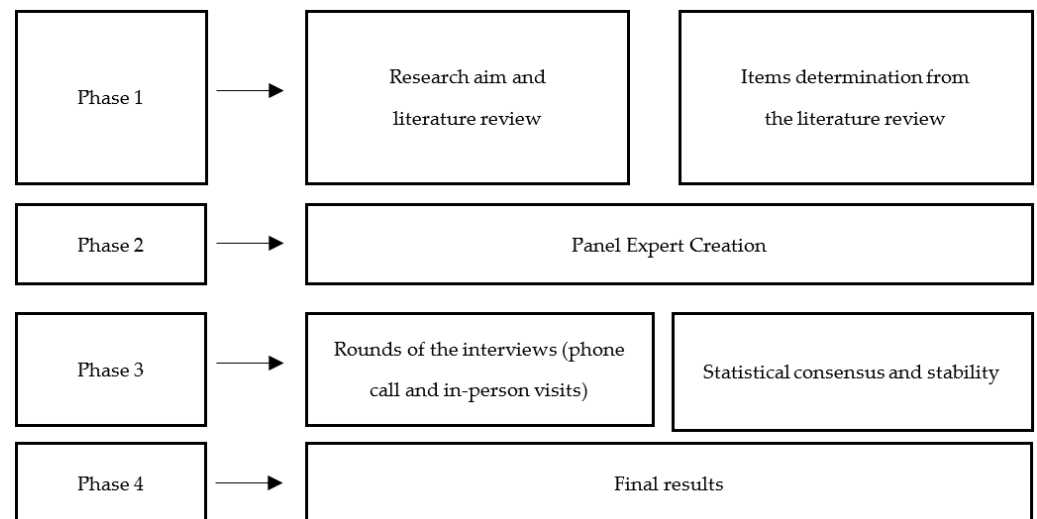 Phase 1
Research aim and
literature review
Items determination from
the literature review
Phase 2
Panel Expert Creation
Phase 3
Rounds of the interviews (phone
call and in-person visits)
Statistical consensus and stability
Phase 4
Final results